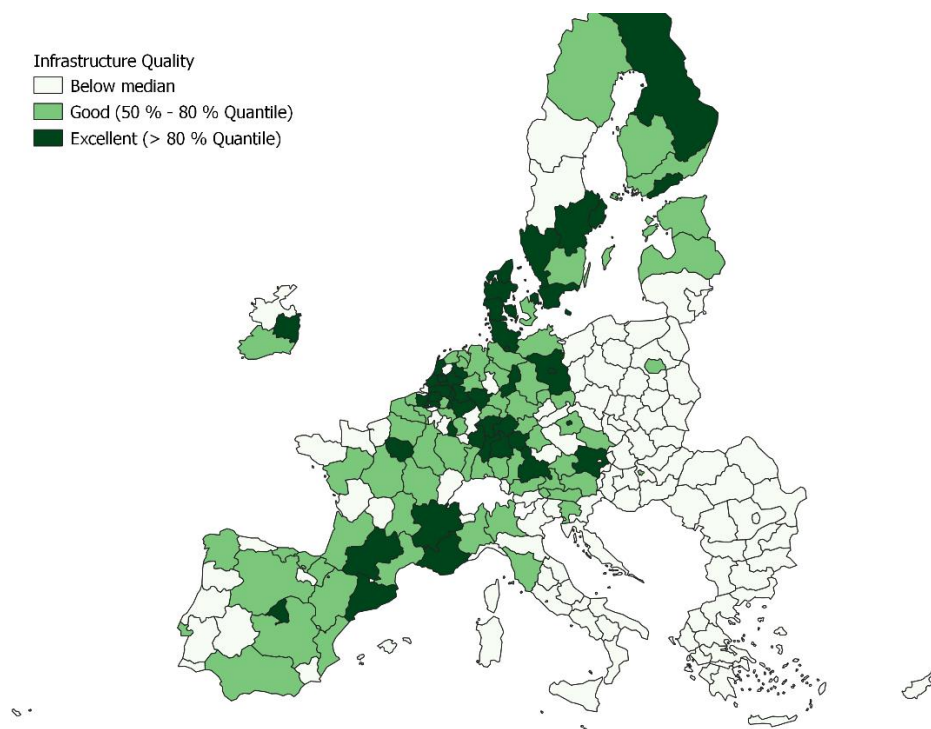 Infrastructure Quality
Below median
Good (50 % - 80 % Quantile)
Excellent (> 80 % Quantile)